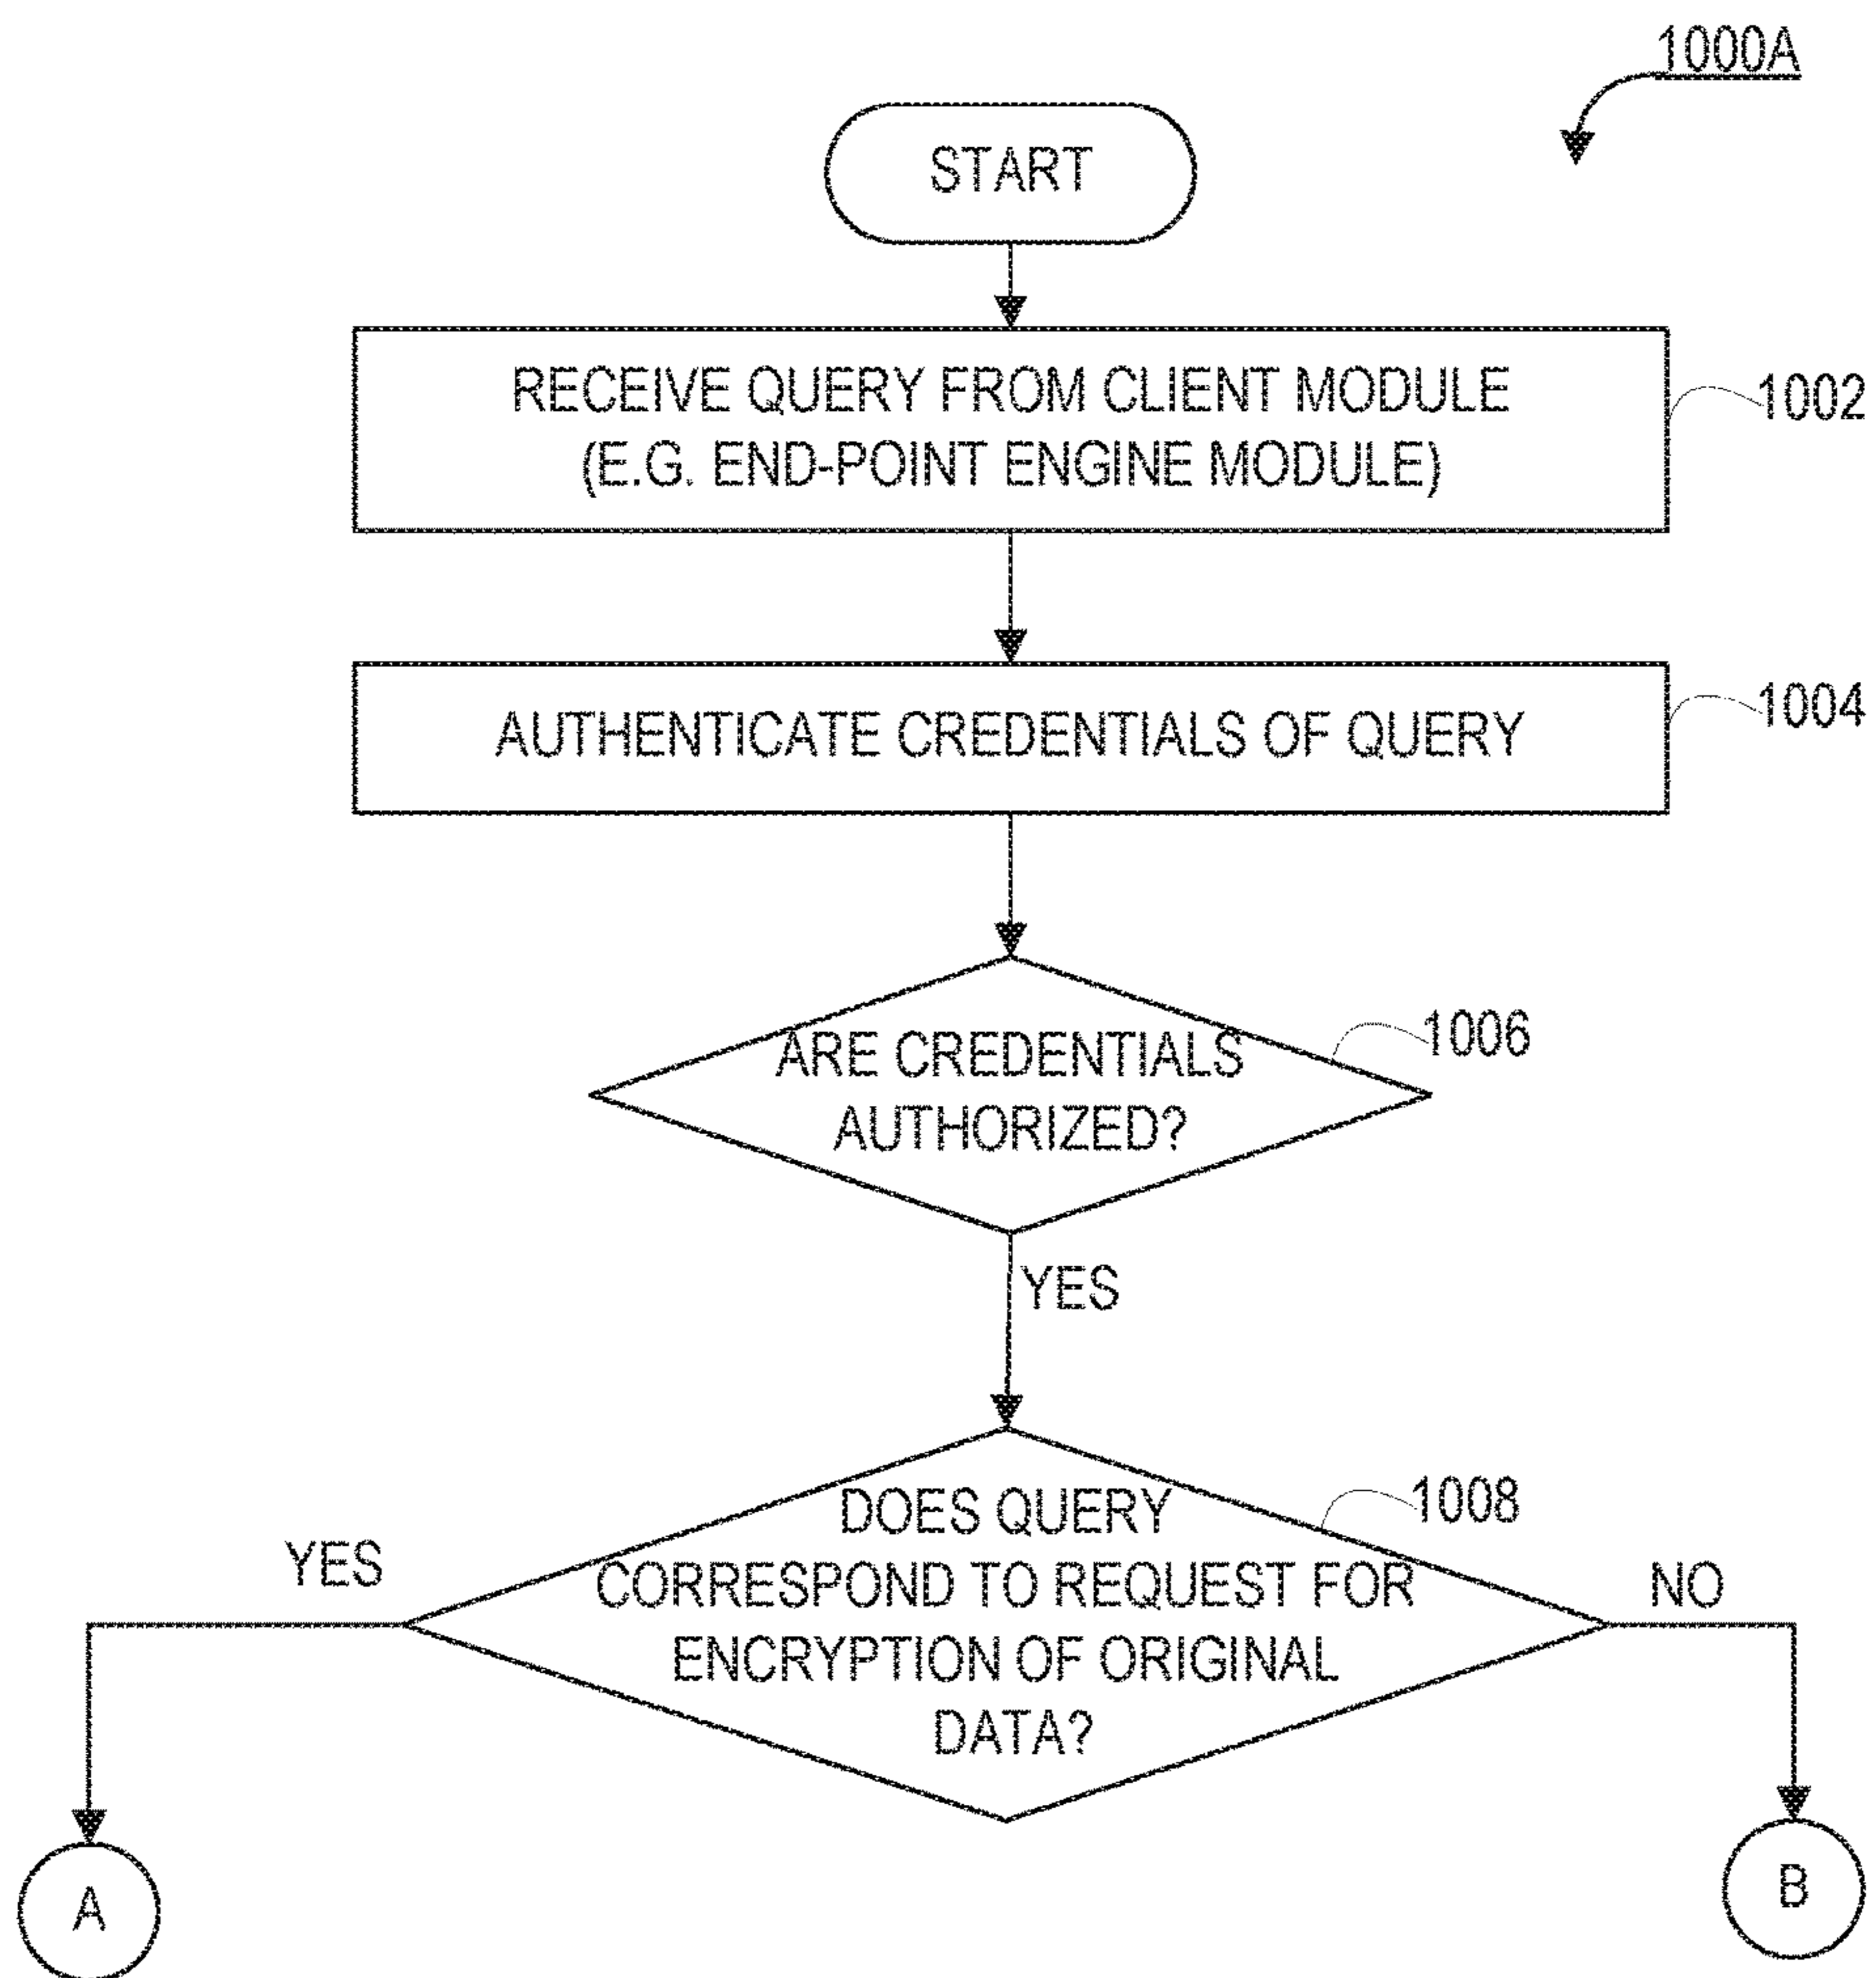 1000A
START
RECEIVE QUERY FROM CLIENT MODULE
(E.G. END-POINT ENGINE MODULE)
1002
AUTHENTICATE CREDENTIALS OF QUERY
1004
ARE CREDENTIALS
AUTHORIZED?
1006
YES
DOES QUERY
CORRESPOND TO REQUEST FOR
ENCRYPTION OF ORIGINAL
DATA?
1008
YES
NO
A
B